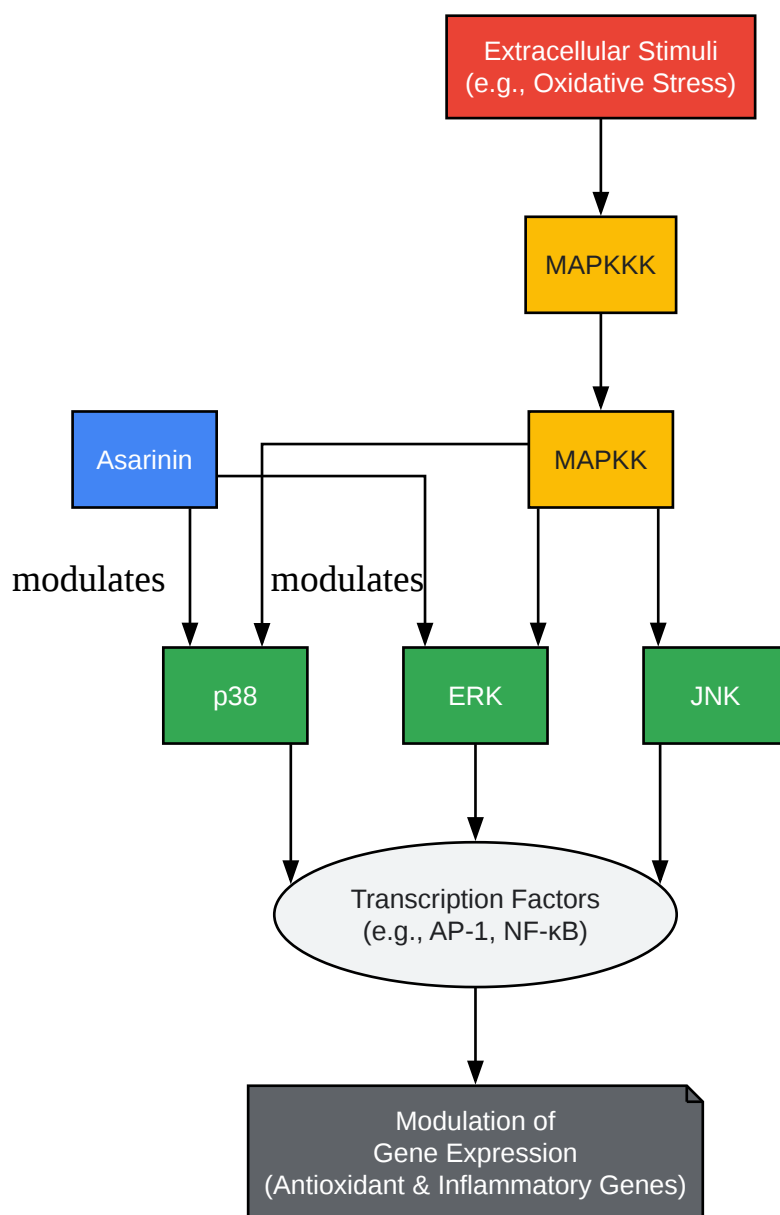 Extracellular Stimuli
(e.g., Oxidative Stress)
MAPKKK
Asarinin
MAPKK
modulates
modulates
p38
ERK
JNK
Transcription Factors
(e.g., AP-1, NF-κB)
Modulation of
Gene Expression
(Antioxidant & Inflammatory Genes)